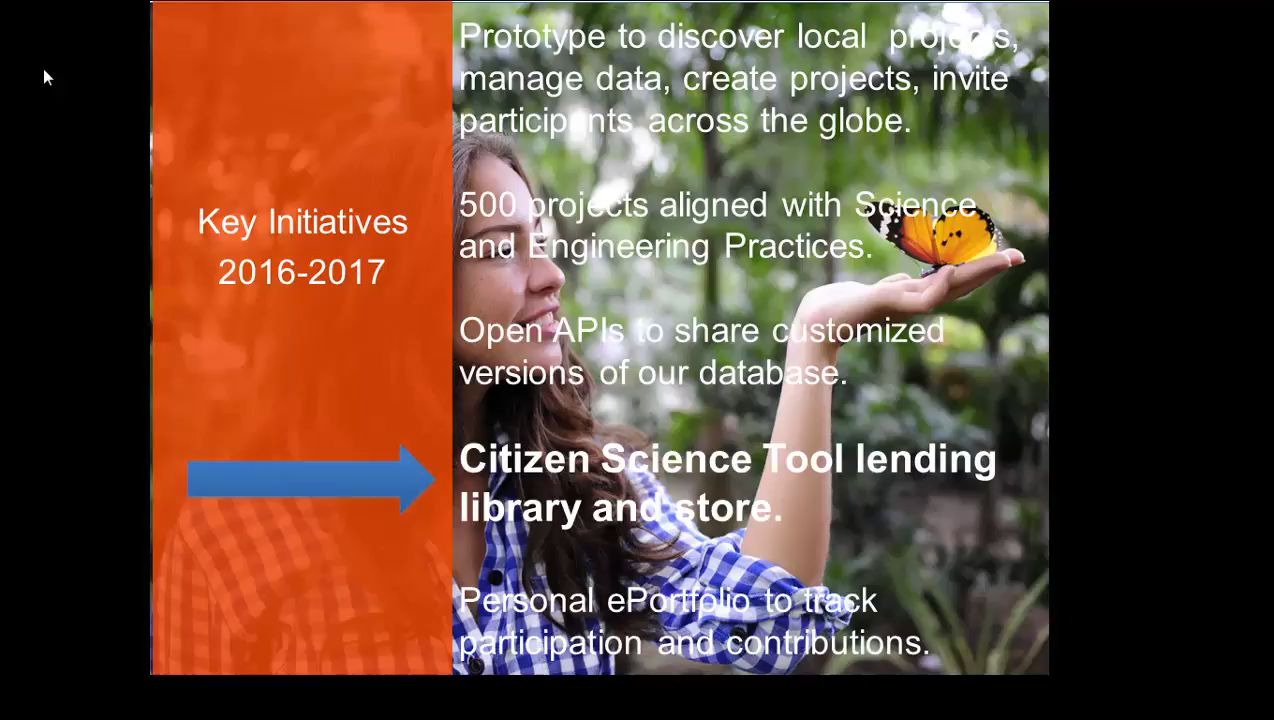 Key Initiatives
2016-2017
Prototype to discover local projects,
manage data, create projects, invite
participants across the globe.
500 projects aligned with Science
and Engineering Practices.
Open APIs to share customized
versions of our database.
Citizen Science Tool lending
library and store.
Personal ePortfolio to track
participation and contributions.